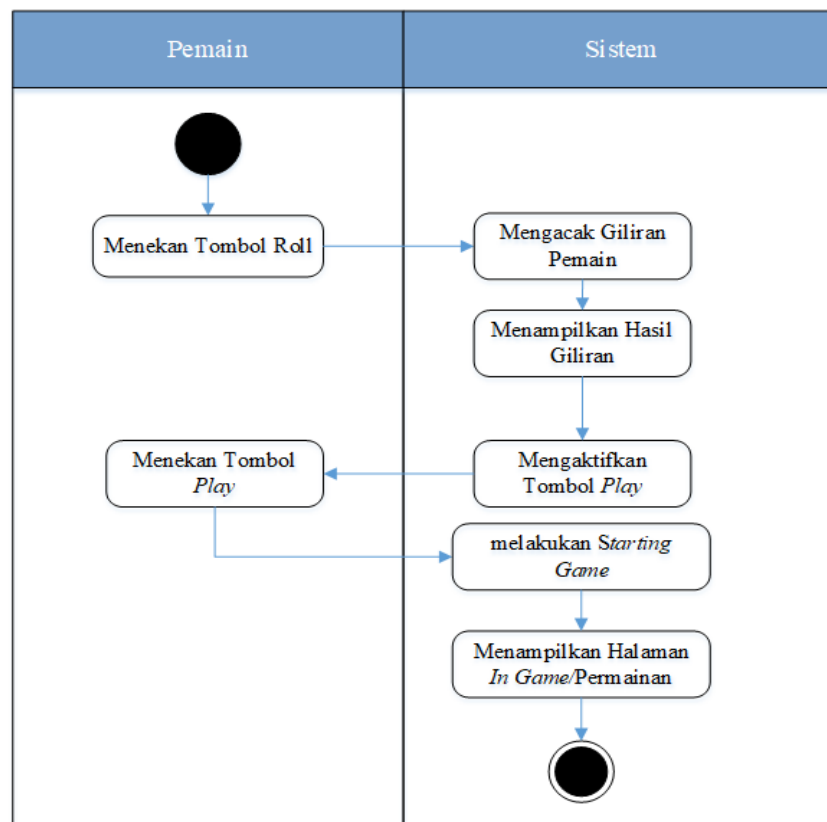 Pemain
Sistem
Menekan Tombol Roll
Mengacak Giliran
Pemain
Menampilkan Hasil
Giliran
Menekan Tombol
Play
Mengaktifkan
Tombol Play
melakukan Starting
Game
Menampilkan Halaman
In Game/Permainan